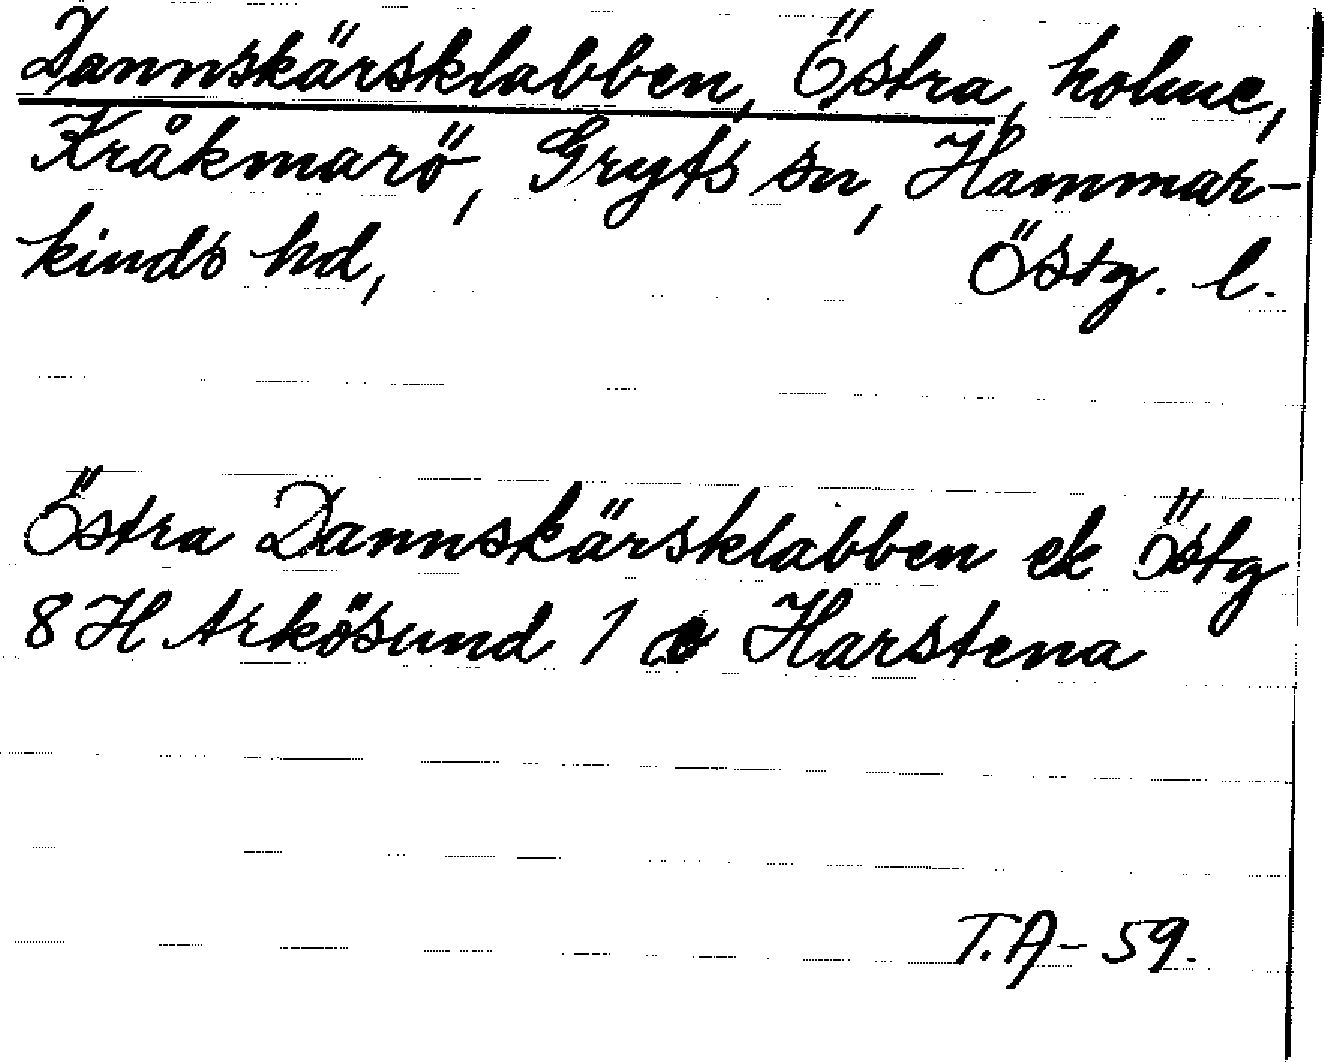 Dannskärsklabben, Östra, holme,
Kråkmarö, Gryts sn, Hammar-
kinds hd, Östg. l.
Östra Dannskärsklabben ek Östg
8 H Arkösund 1 c Harstena
T.A-59.